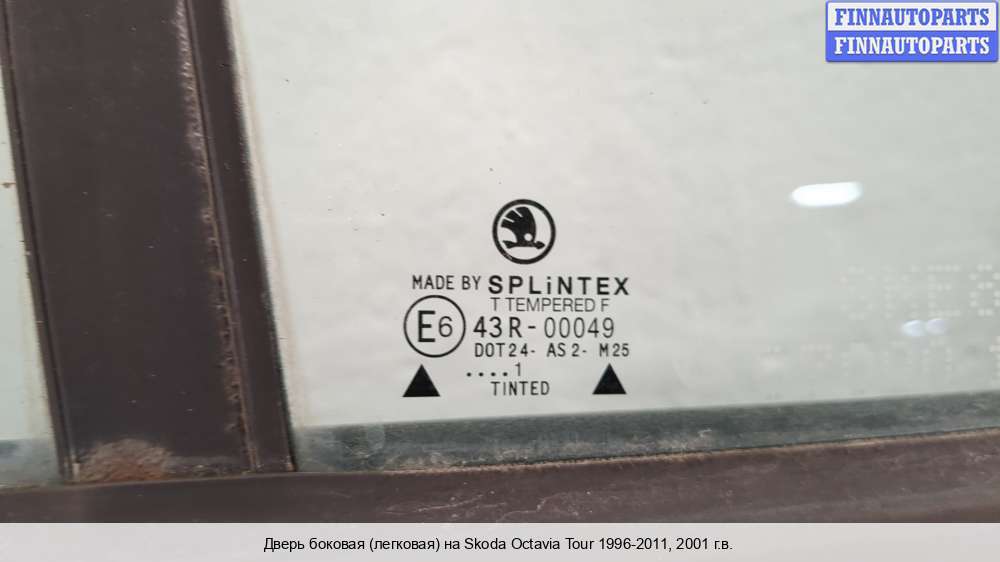 FINNAUTOPARTS
FINNAUTOPARTS
MADE BY SPLiNTEX
T TEMPERED F
E6 43R-00049
DOT24- AS2- M25
....1
TINTED
Дверь боковая (легковая) на Skoda Octavia Tour 1996-2011, 2001 г.в.